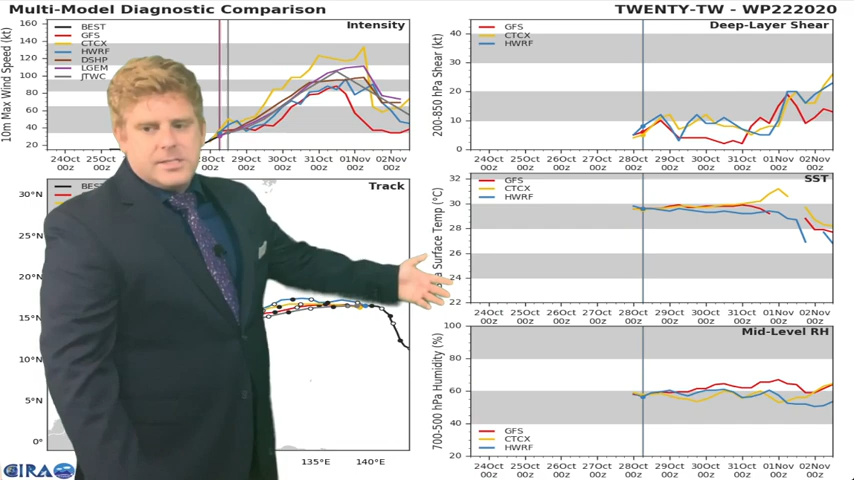 Multi-Model Diagnostic Comparison
TWENTY-TW - WP222020
Intensity
10m Max Wind Speed (kt)
160
140
120
100
80
60
40
20
BEST
GFS
CTCX
HWRF
DSHP
LGEM
JTWC
24Oct 00z
25Oct
28Oct 00z
29Oct 00z
30Oct 00z
31Oct 00z
01Nov 00z
02Nov 00z
Track
BES
30°N
25°N
20°N
15°N
10°N
5°N
0°
135°E
140°E
CIRA
Deep-Layer Shear
200-850 hPa Shear (kt)
40
30
20
10
0
GFS
CTCX
HWRF
24Oct 00z
25Oct 00z
26Oct 00z
27Oct 00z
28Oct 00z
29Oct 00z
30Oct 00z
31Oct 00z
01Nov 00z
02Nov 00z
SST
Surface Temp (°C)
32
30
28
26
24
22
GFS
CTCX
HWRF
24Oct 00z
25Oct 00z
26Oct 00z
27Oct 00z
28Oct 00z
29Oct 00z
30Oct 00z
31Oct 00z
01Nov 00z
02Nov 00z
Mid-Level RH
700-500 hPa Humidity (%)
100
80
60
40
20
GFS
CTCX
HWRF
24Oct 00z
25Oct 00z
26Oct 00z
27Oct 00z
28Oct 00z
29Oct 00z
30Oct 00z
31Oct 00z
01Nov 00z
02Nov 00z